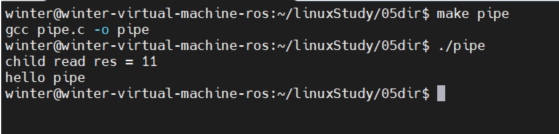 winter@winter-virtual-machine-ros:~/linuxStudy/05dir$ make pipe
gcc pipe.c -o pipe
winter@winter-virtual-machine-ros:~/linuxStudy/05dir$ ./pipe
child read res = 11
hello pipe
winter@winter-virtual-machine-ros:~/linuxStudy/05dir$